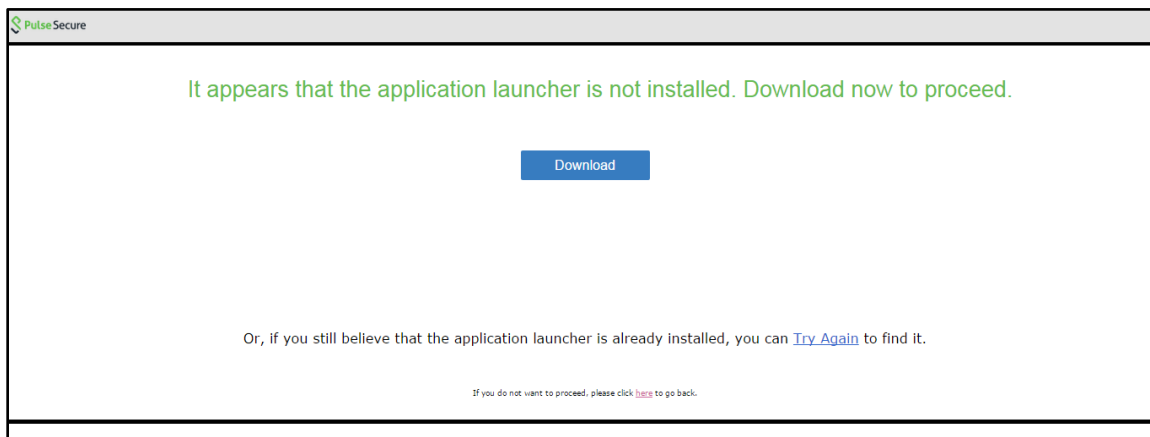 Pulse Secure
It appears that the application launcher is not installed. Download now to proceed.
Download
Or, if you still believe that the application launcher is already installed, you can Try Again to find it.
If you do not want to proceed, please click here to go back.